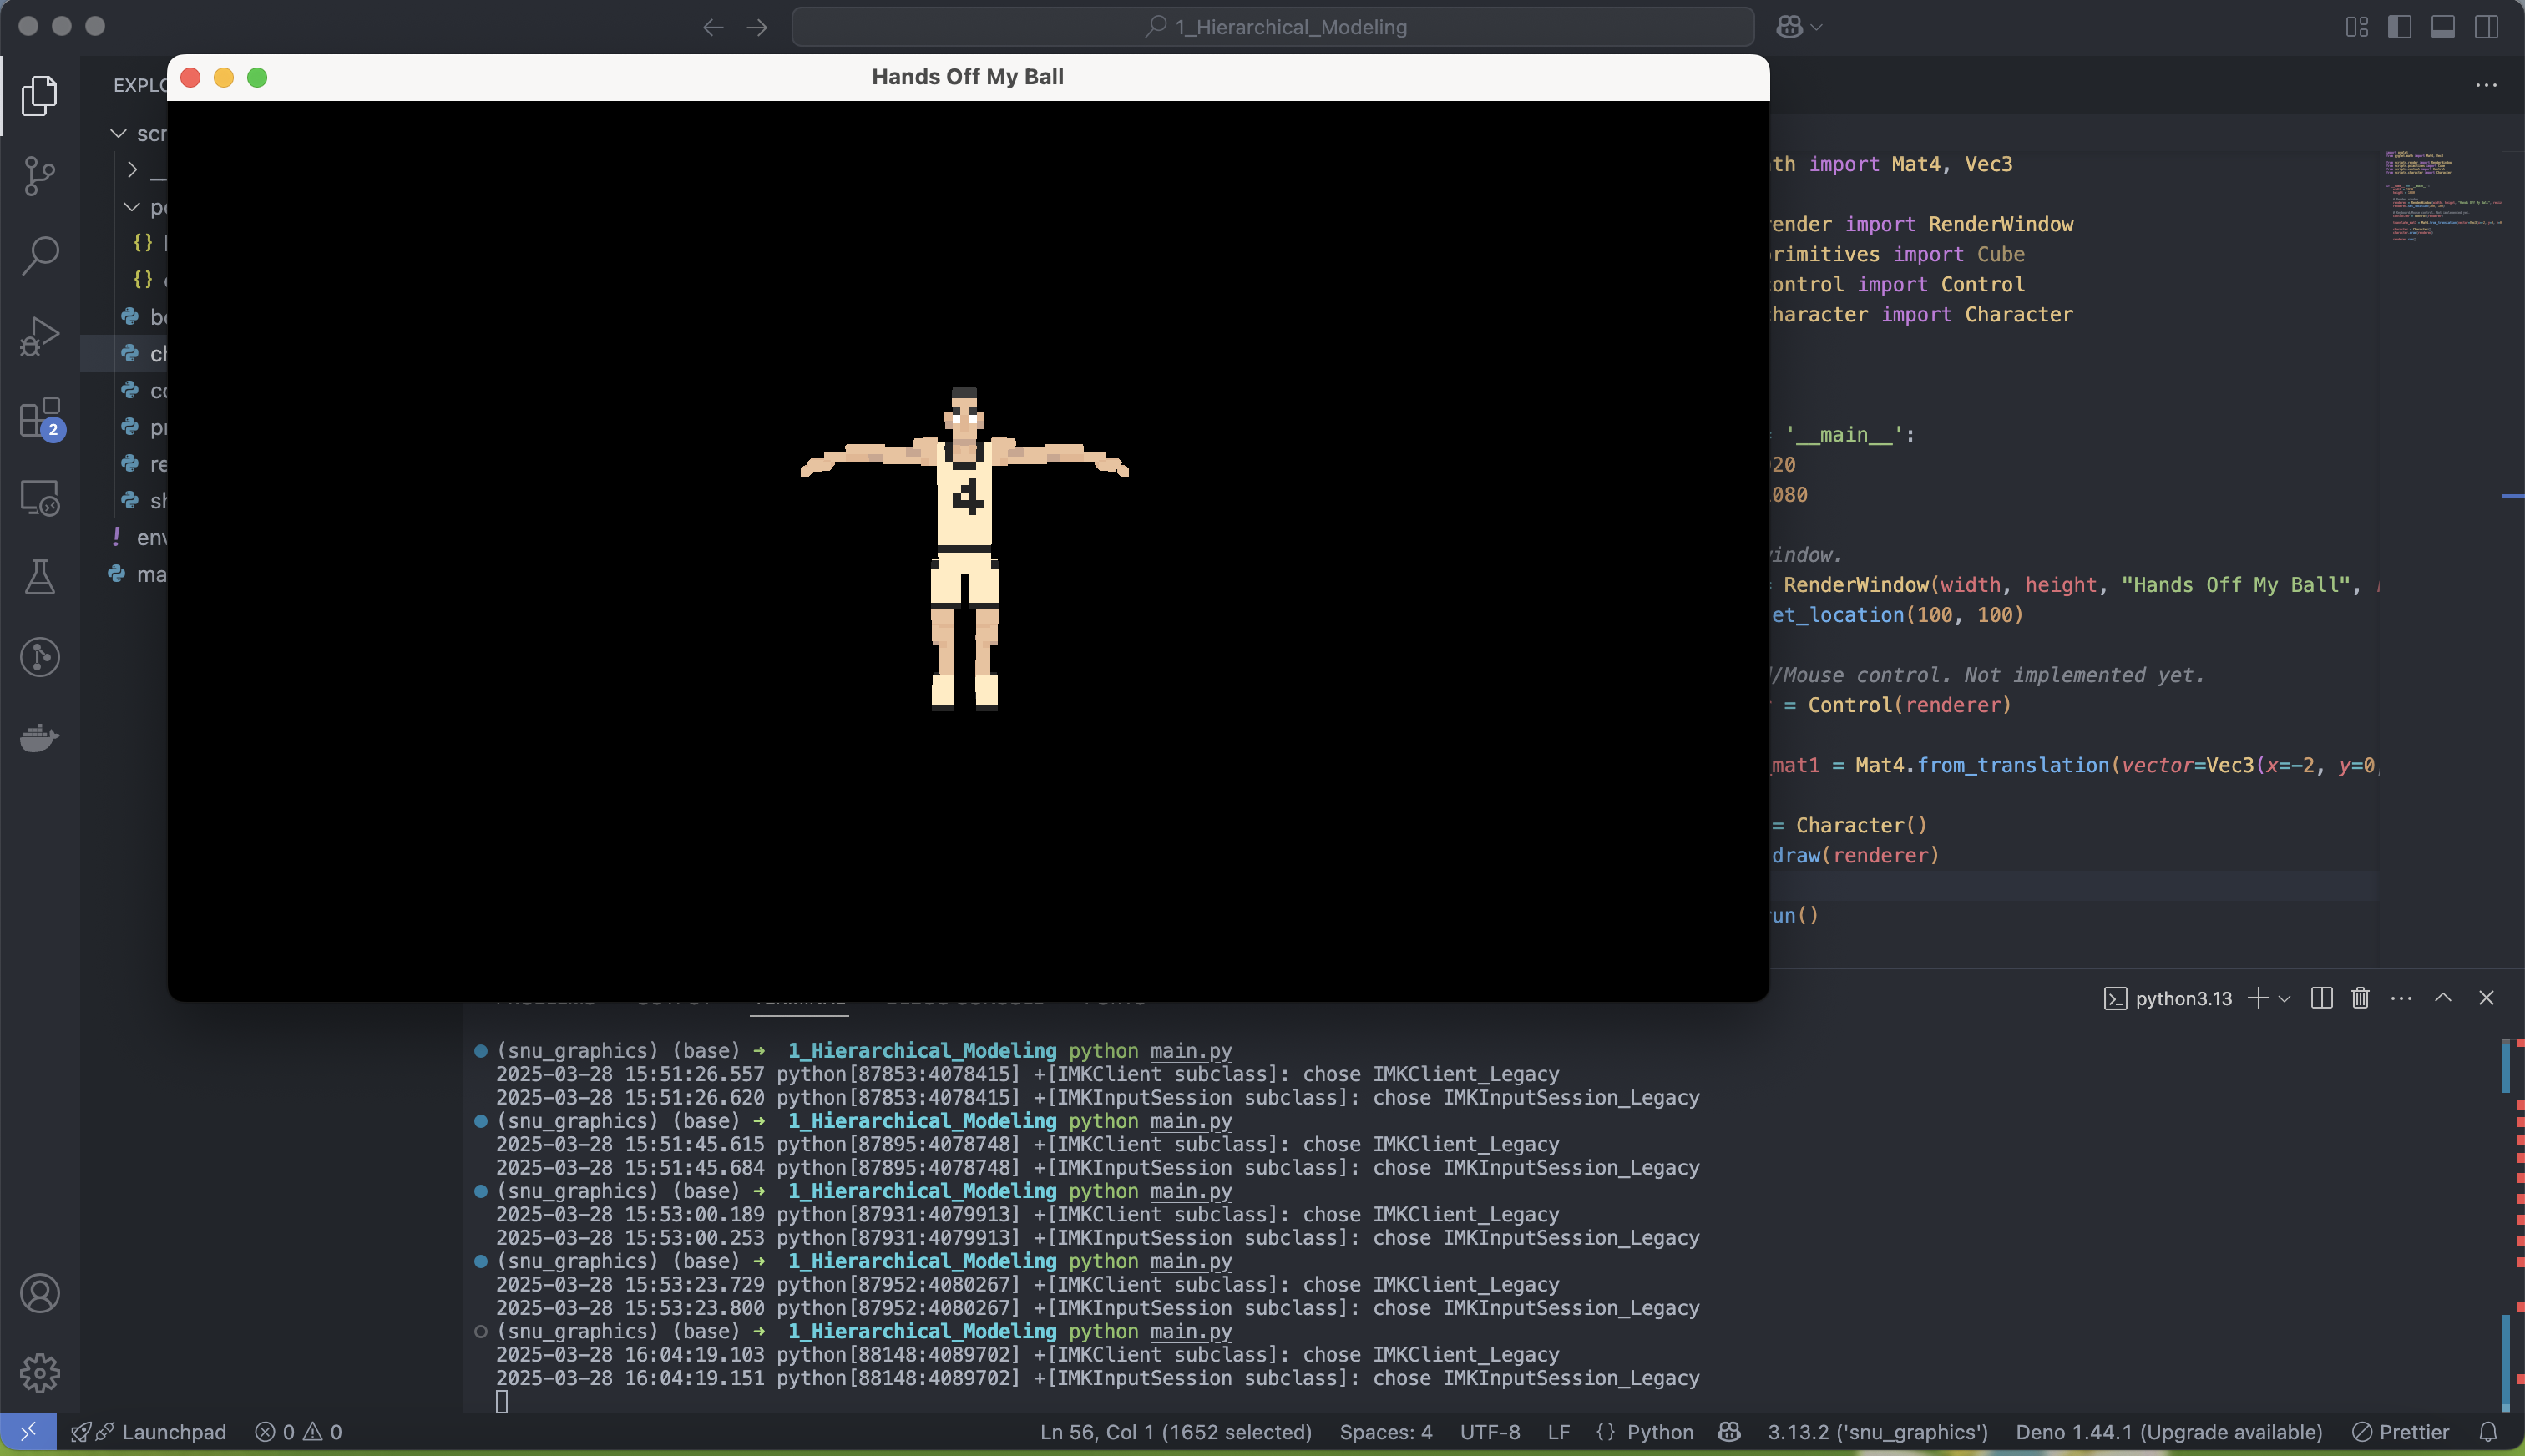 1_Hierarchical_Modeling
Hands Off My Ball
EXPLO
scr
po
be
ch
co
pr
re
sh
env
ma
2
4
th import Mat4, Vec3
ender import RenderWindow
rimitives import Cube
ontrol import Control
haracter import Character
= '__main__':
20
080
indow.
= RenderWindow(width, height, "Hands Off My Ball",
et_location(100, 100)
/Mouse control. Not implemented yet.
= Control(renderer)
_mat1 = Mat4.from_translation(vector=Vec3(x=-2, y=0,
= Character()
draw(renderer)
run()
PROBLEMS OUTPUT TERMINAL DEBUG CONSOLE PORTS
python3.13
(snu_graphics) (base) ➜ 1_Hierarchical_Modeling python main.py
2025-03-28 15:51:26.557 python[87853:4078415] +[IMKClient subclass]: chose IMKClient_Legacy
2025-03-28 15:51:26.620 python[87853:4078415] +[IMKInputSession subclass]: chose IMKInputSession_Legacy
(snu_graphics) (base) ➜ 1_Hierarchical_Modeling python main.py
2025-03-28 15:51:45.615 python[87895:4078748] +[IMKClient subclass]: chose IMKClient_Legacy
2025-03-28 15:51:45.684 python[87895:4078748] +[IMKInputSession subclass]: chose IMKInputSession_Legacy
(snu_graphics) (base) ➜ 1_Hierarchical_Modeling python main.py
2025-03-28 15:53:00.189 python[87931:4079913] +[IMKClient subclass]: chose IMKClient_Legacy
2025-03-28 15:53:00.253 python[87931:4079913] +[IMKInputSession subclass]: chose IMKInputSession_Legacy
(snu_graphics) (base) ➜ 1_Hierarchical_Modeling python main.py
2025-03-28 15:53:23.729 python[87952:4080267] +[IMKClient subclass]: chose IMKClient_Legacy
2025-03-28 15:53:23.800 python[87952:4080267] +[IMKInputSession subclass]: chose IMKInputSession_Legacy
(snu_graphics) (base) ➜ 1_Hierarchical_Modeling python main.py
2025-03-28 16:04:19.103 python[88148:4089702] +[IMKClient subclass]: chose IMKClient_Legacy
2025-03-28 16:04:19.151 python[88148:4089702] +[IMKInputSession subclass]: chose IMKInputSession_Legacy
Launchpad 0 0 Ln 56, Col 1 (1652 selected) Spaces: 4 UTF-8 LF {} Python 3.13.2 ('snu_graphics') Deno 1.44.1 (Upgrade available) Prettier